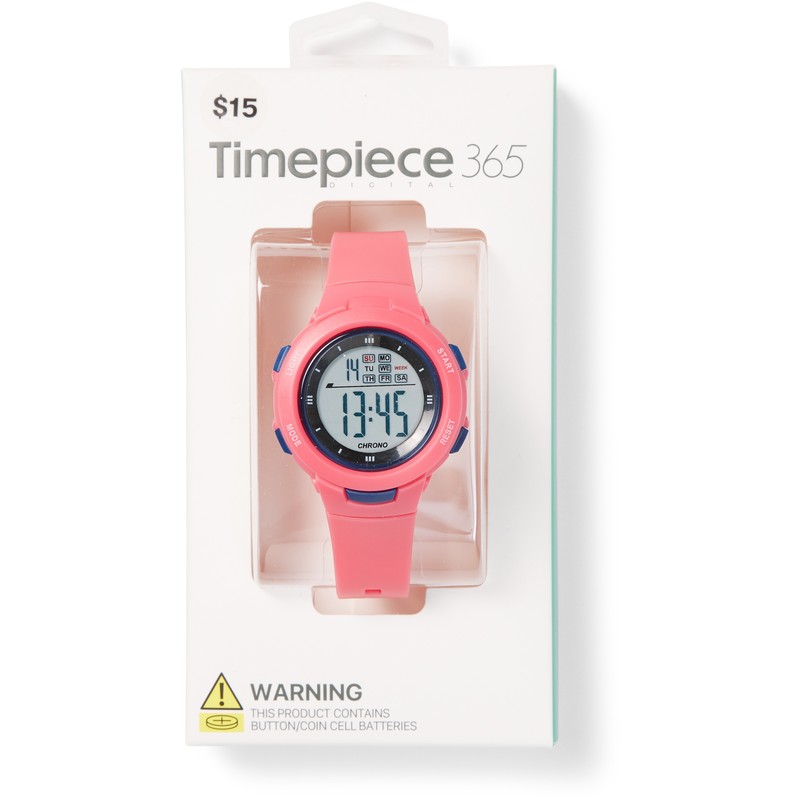 $15
Timepiece 365
DIGITAL
LIGHT
START
SU MO
14 TU WE WEEK
TH FR SA
13:45
CHRONO
MODE
RESET
WARNING
THIS PRODUCT CONTAINS
BUTTON/COIN CELL BATTERIES